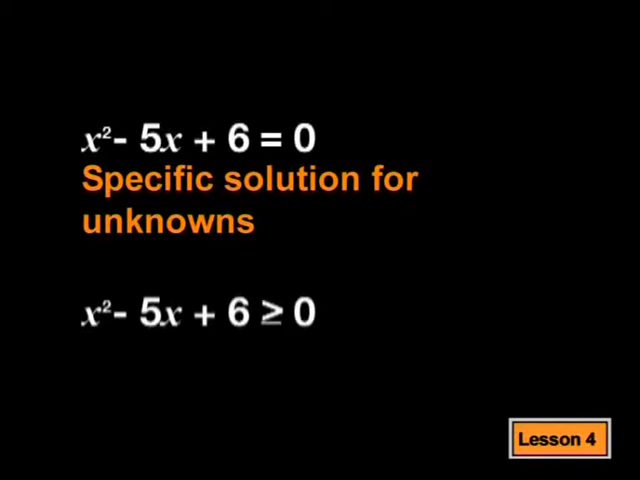 x² - 5x + 6 = 0
Specific solution for
unknowns
x² - 5x + 6 ≥ 0
Lesson 4